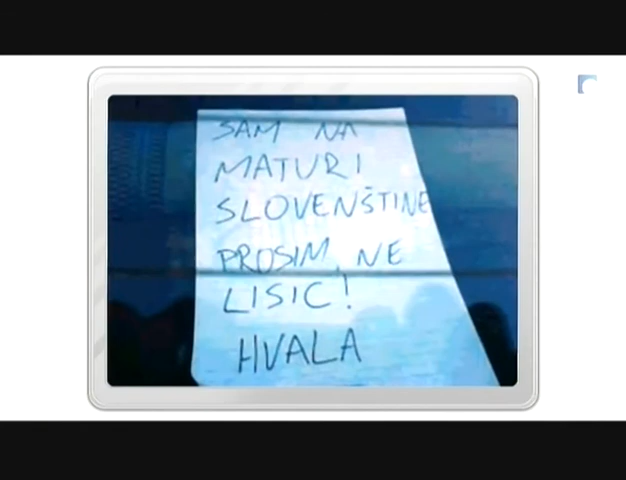 SAM NA
MATURI
SLOVENŠTINE
PROSIM, NE
LISIC!
HVALA